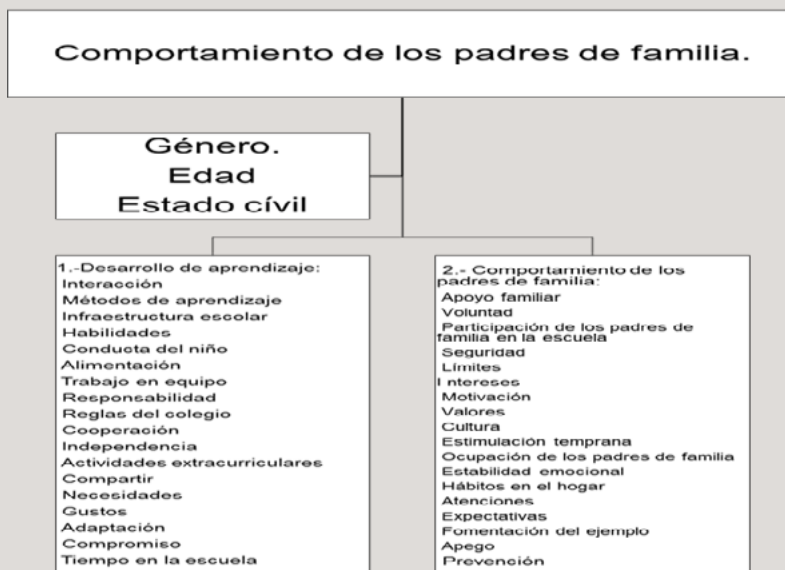 Comportamiento de los padres de familia.
Género.
Edad
Estado cívil
1.-Desarrollo de aprendizaje:
Interacción
Métodos de aprendizaje
Infraestructura escolar
Habilidades
Conducta del niño
Alimentación
Trabajo en equipo
Responsabilidad
Reglas del colegio
Cooperación
Independencia
Actividades extracurriculares
Compartir
Necesidades
Gustos
Adaptación
Compromiso
Tiempo en la escuela
2.- Comportamiento de los
padres de familia:
Apoyo familiar
Voluntad
Participación de los padres de
familia en la escuela
Seguridad
Límites
I ntereses
Motivación
Valores
Cultura
Estimulación temprana
Ocupación de los padres de familia
Estabilidad emocional
Hábitos en el hogar
Atenciones
Expectativas
Fomentación del ejemplo
Apego
Prevención